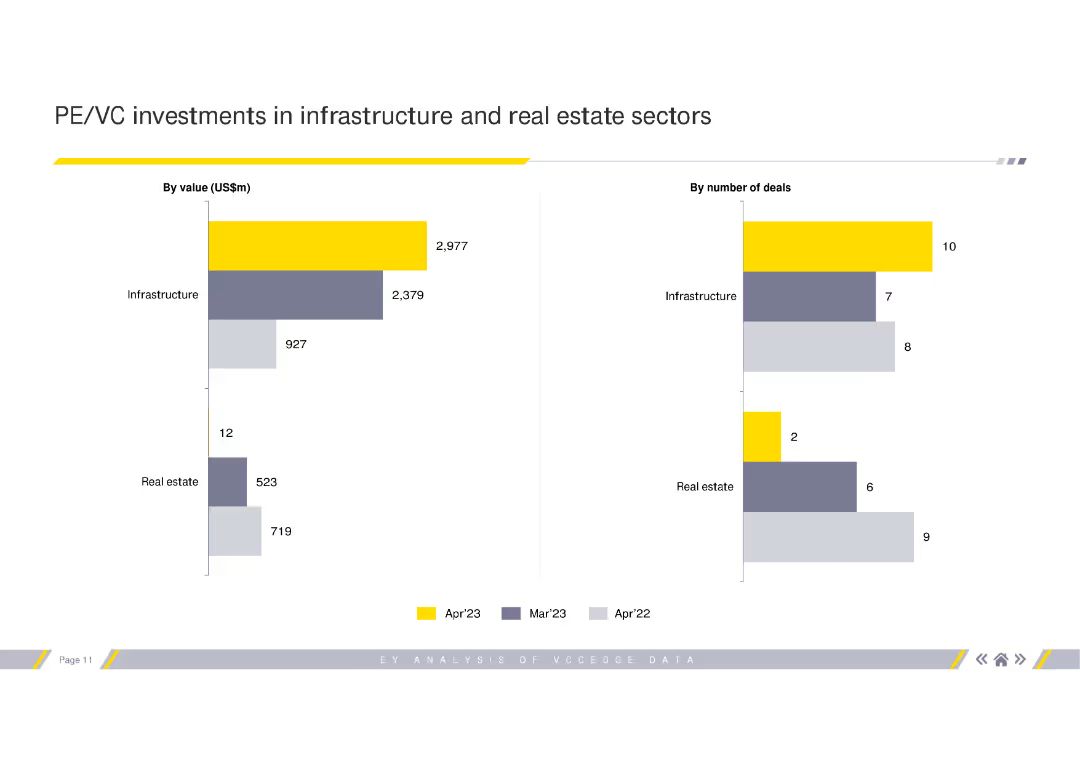 PE/VC investments in infrastructure and real estate sectors
By value (US$m)
2,977
Infrastructure
2,379
927
12
Real estate
523
719
By number of deals
10
Infrastructure
7
8
2
Real estate
6
9
Apr'23
Mar'23
Apr'22
Page 11
EY ANALYSIS OF VCCEDGE DATA